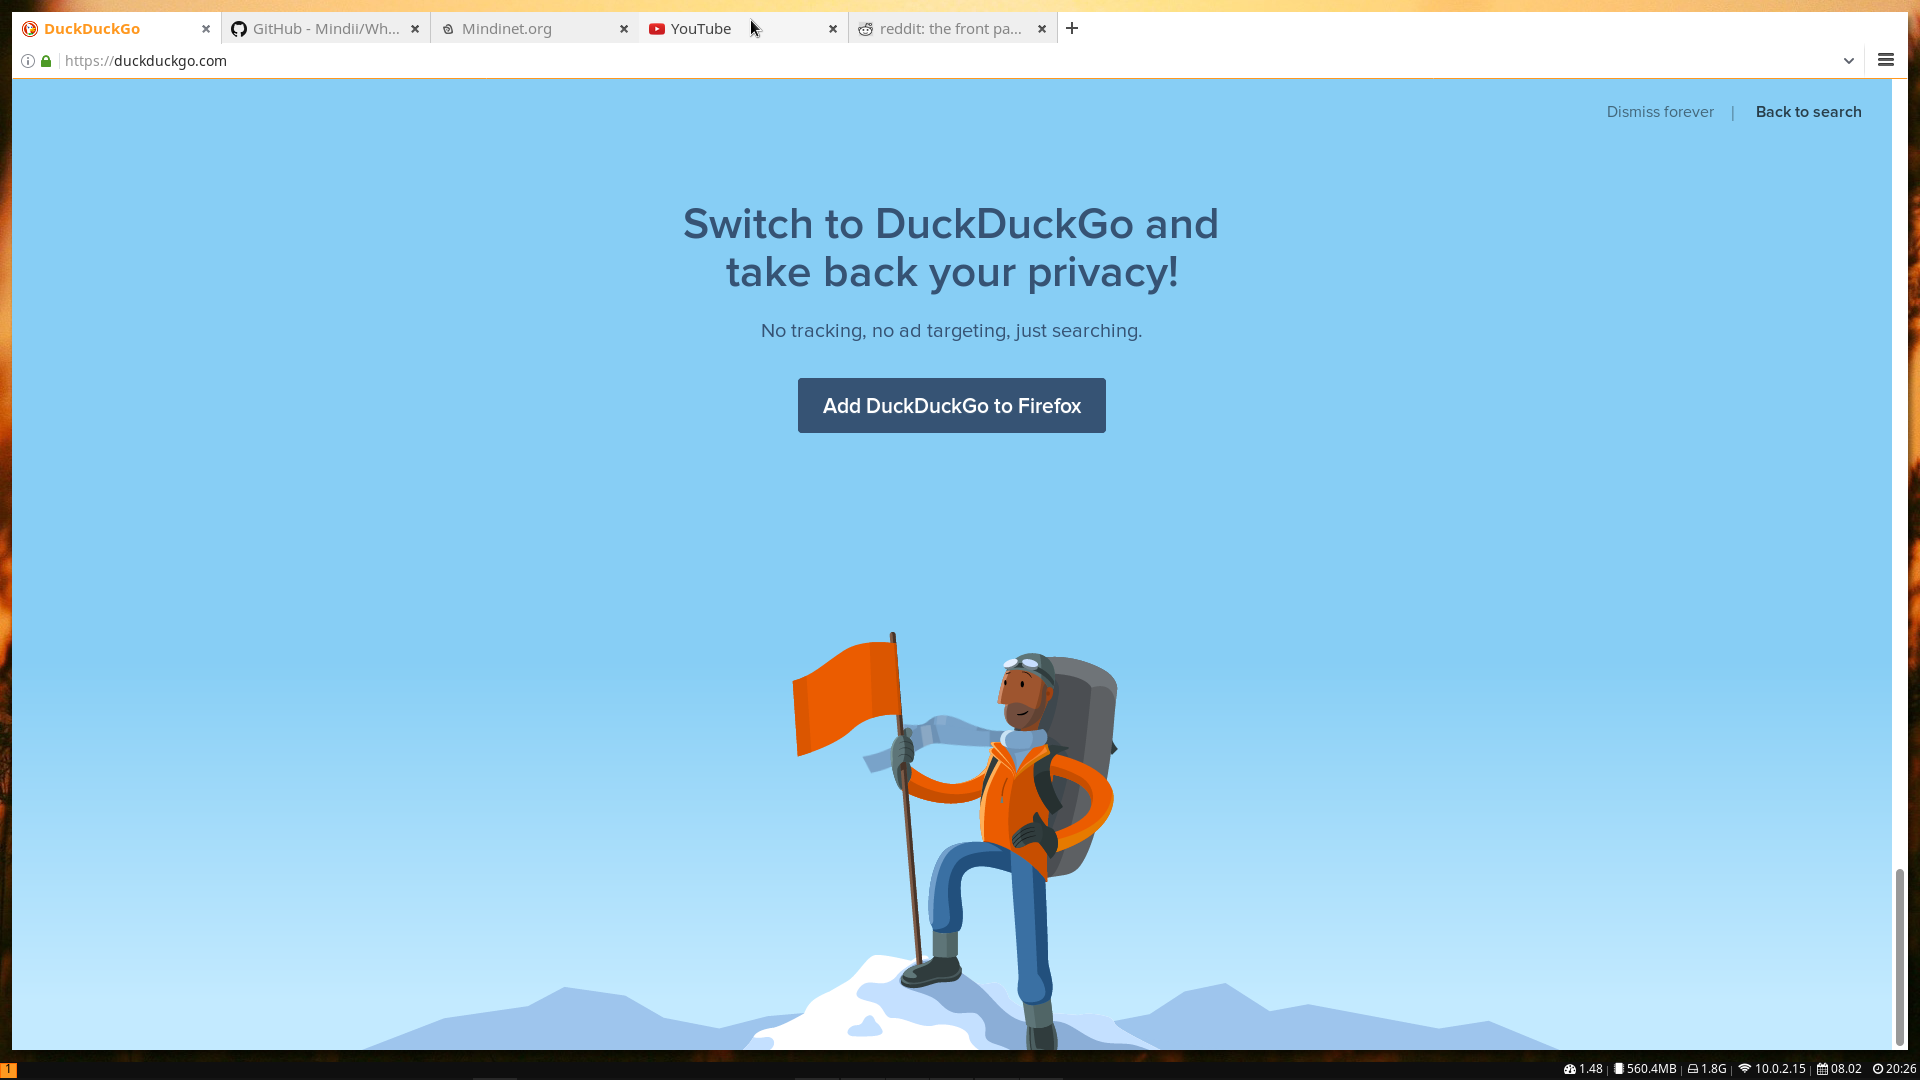 DuckDuckGo
GitHub - Mindii/Wh...
Mindinet.org
YouTube
reddit: the front pa...
https://duckduckgo.com
Dismiss forever | Back to search
Switch to DuckDuckGo and
take back your privacy!
No tracking, no ad targeting, just searching.
Add DuckDuckGo to Firefox
1
1.48 | 560.4MB | 1.8G | 10.0.2.15 | 08.02 | 20:26